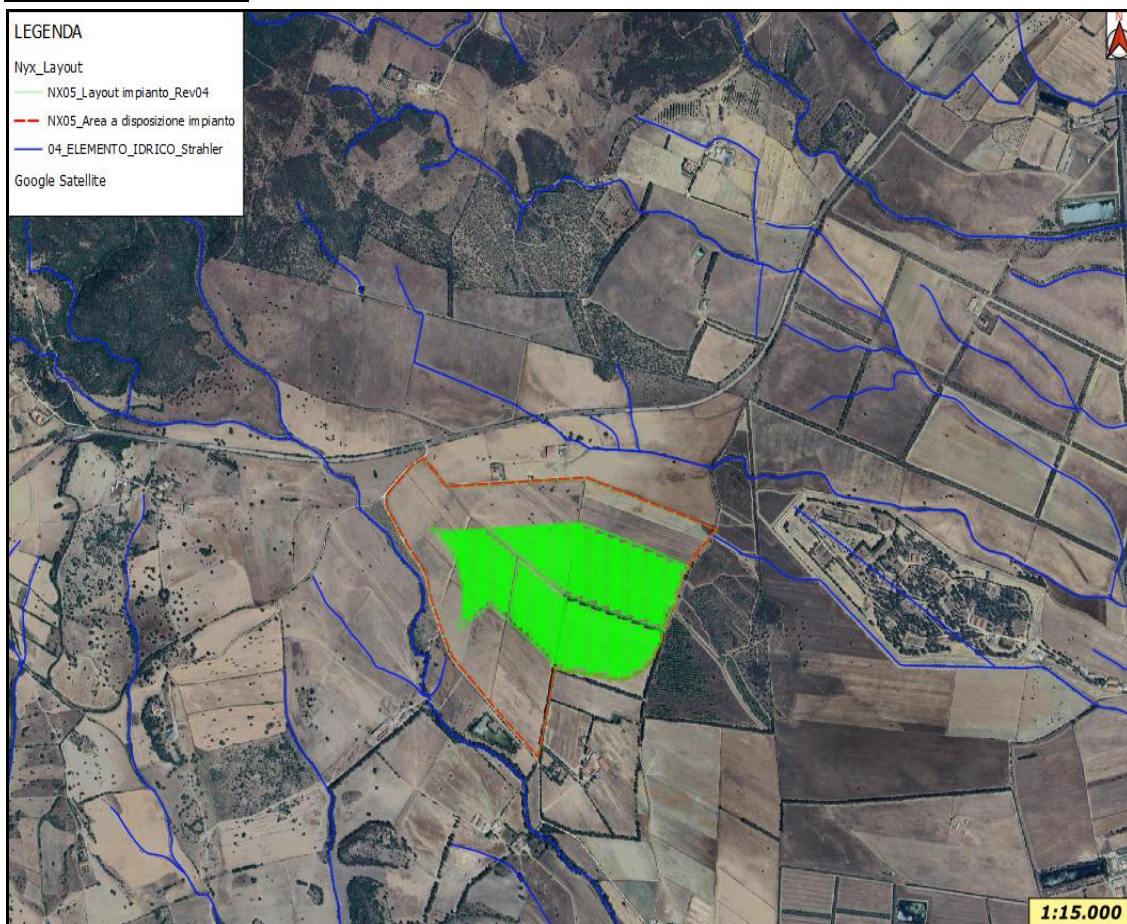 LEGENDA
Nyx_Layout
NX05_Layout impianto_Rev04
NX05_Area a disposizione impianto
04_ELEMENTO_IDRICO_Strahler
Google Satellite
N
1:15.000